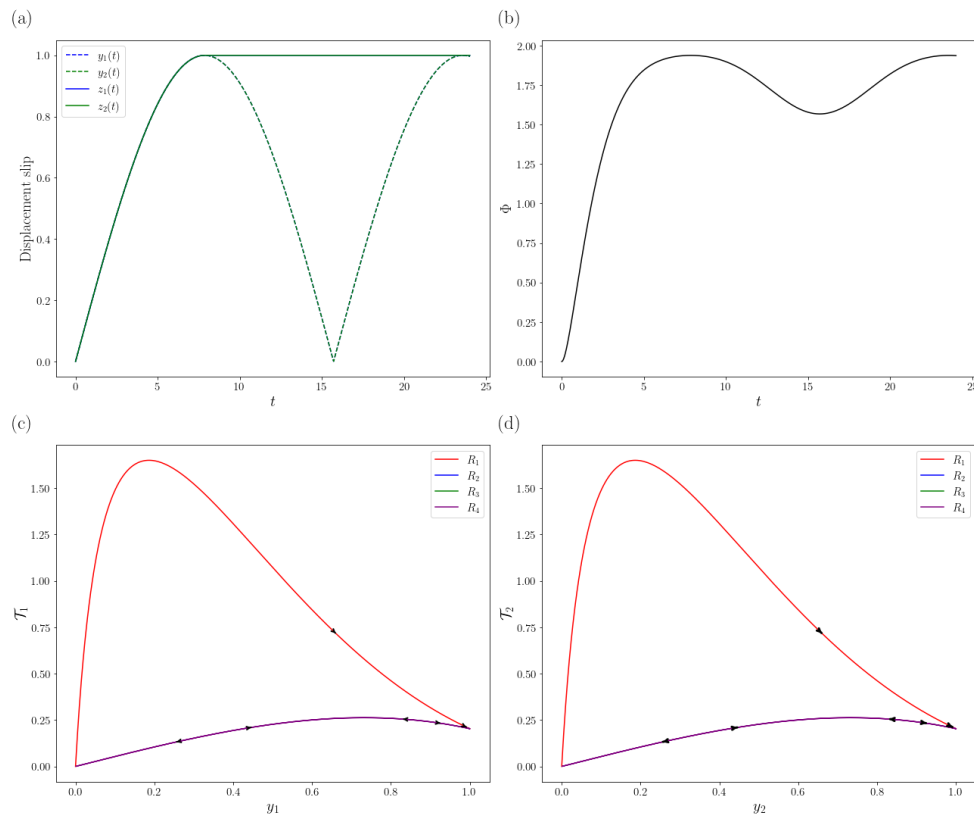 (a)
y₁(t)
y₂(t)
z₁(t)
z₂(t)
1.0
0.8
0.6
0.4
0.2
0.0
Displacement slip
0 5 10 15 20 25
t
(b)
2.00
1.75
1.50
1.25
1.00
0.75
0.50
0.25
0.00
Φ
0 5 10 15 20 25
t
(c)
R₁
R₂
R₃
R₄
1.50
1.25
1.00
0.75
0.50
0.25
0.00
𝒯₁
0.0 0.2 0.4 0.6 0.8 1.0
y₁
(d)
R₁
R₂
R₃
R₄
1.50
1.25
1.00
0.75
0.50
0.25
0.00
𝒯₂
0.0 0.2 0.4 0.6 0.8 1.0
y₂